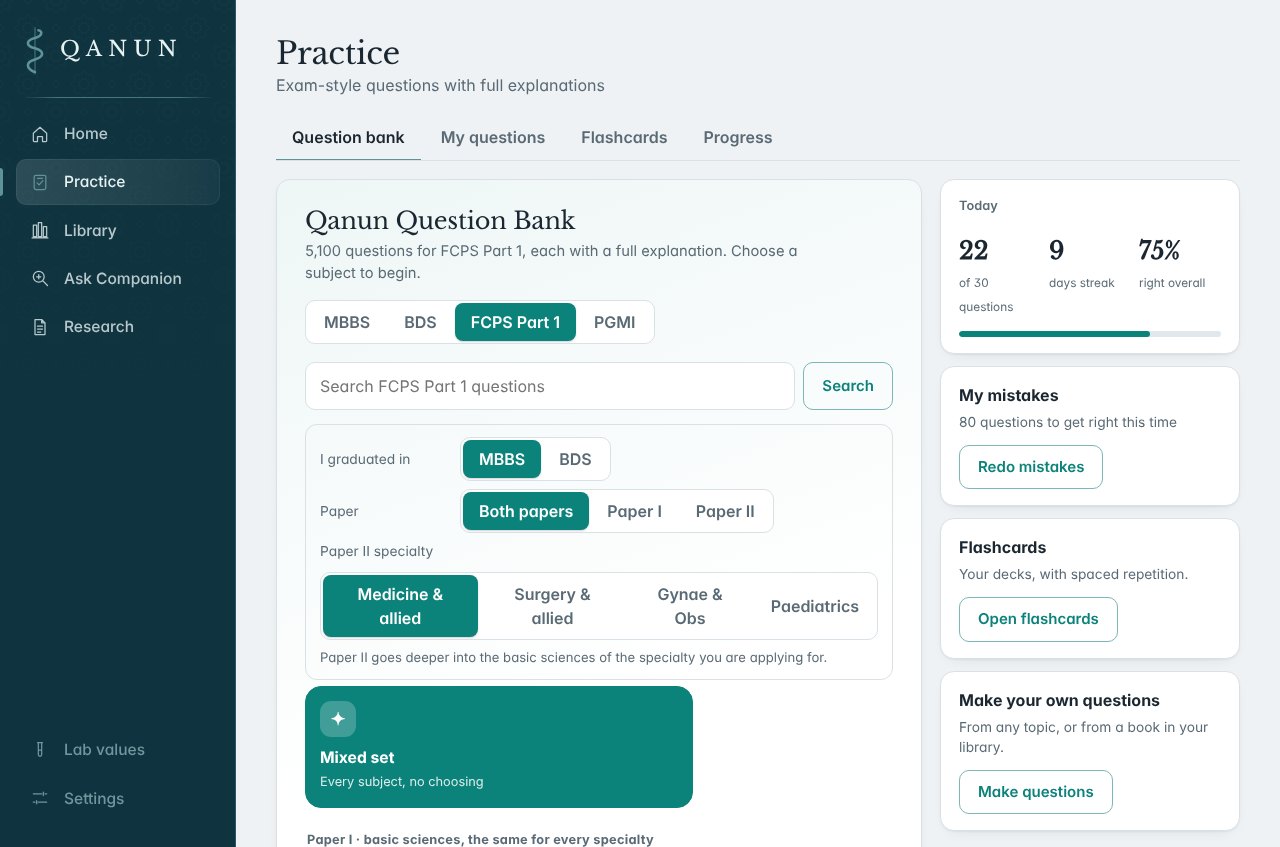 QANUN
Home
Practice
Library
Ask Companion
Research
Lab values
Settings
Practice
Exam-style questions with full explanations
Question bank
My questions
Flashcards
Progress
Qanun Question Bank
5,100 questions for FCPS Part 1, each with a full explanation. Choose a
subject to begin.
MBBS
BDS
FCPS Part 1
PGMI
Search FCPS Part 1 questions
Search
I graduated in
MBBS
BDS
Paper
Both papers
Paper I
Paper II
Paper II specialty
Medicine &
allied
Surgery &
allied
Gynae &
Obs
Paediatrics
Paper II goes deeper into the basic sciences of the specialty you are applying for.
Mixed set
Every subject, no choosing
Paper I · basic sciences, the same for every specialty
Today
22
of 30
questions
9
days streak
75%
right overall
My mistakes
80 questions to get right this time
Redo mistakes
Flashcards
Your decks, with spaced repetition.
Open flashcards
Make your own questions
From any topic, or from a book in your
library.
Make questions